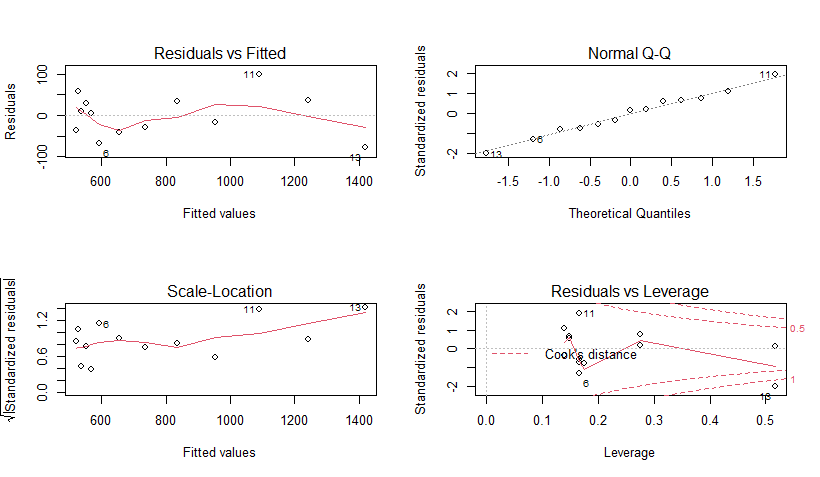 Residuals vs Fitted
Residuals
100
0
-100
11
6
13
600 800 1000 1200 1400
Fitted values
Normal Q-Q
Standardized residuals
2
0
-2
11
6
13
-1.5 -1.0 -0.5 0.0 0.5 1.0 1.5
Theoretical Quantiles
Scale-Location
√|Standardized residuals|
1.2
0.6
0.0
6
11
13
600 800 1000 1200 1400
Fitted values
Residuals vs Leverage
Standardized residuals
2
1
0
-2
11
0.5
Cook's distance
6
1
13
0.0 0.1 0.2 0.3 0.4 0.5
Leverage